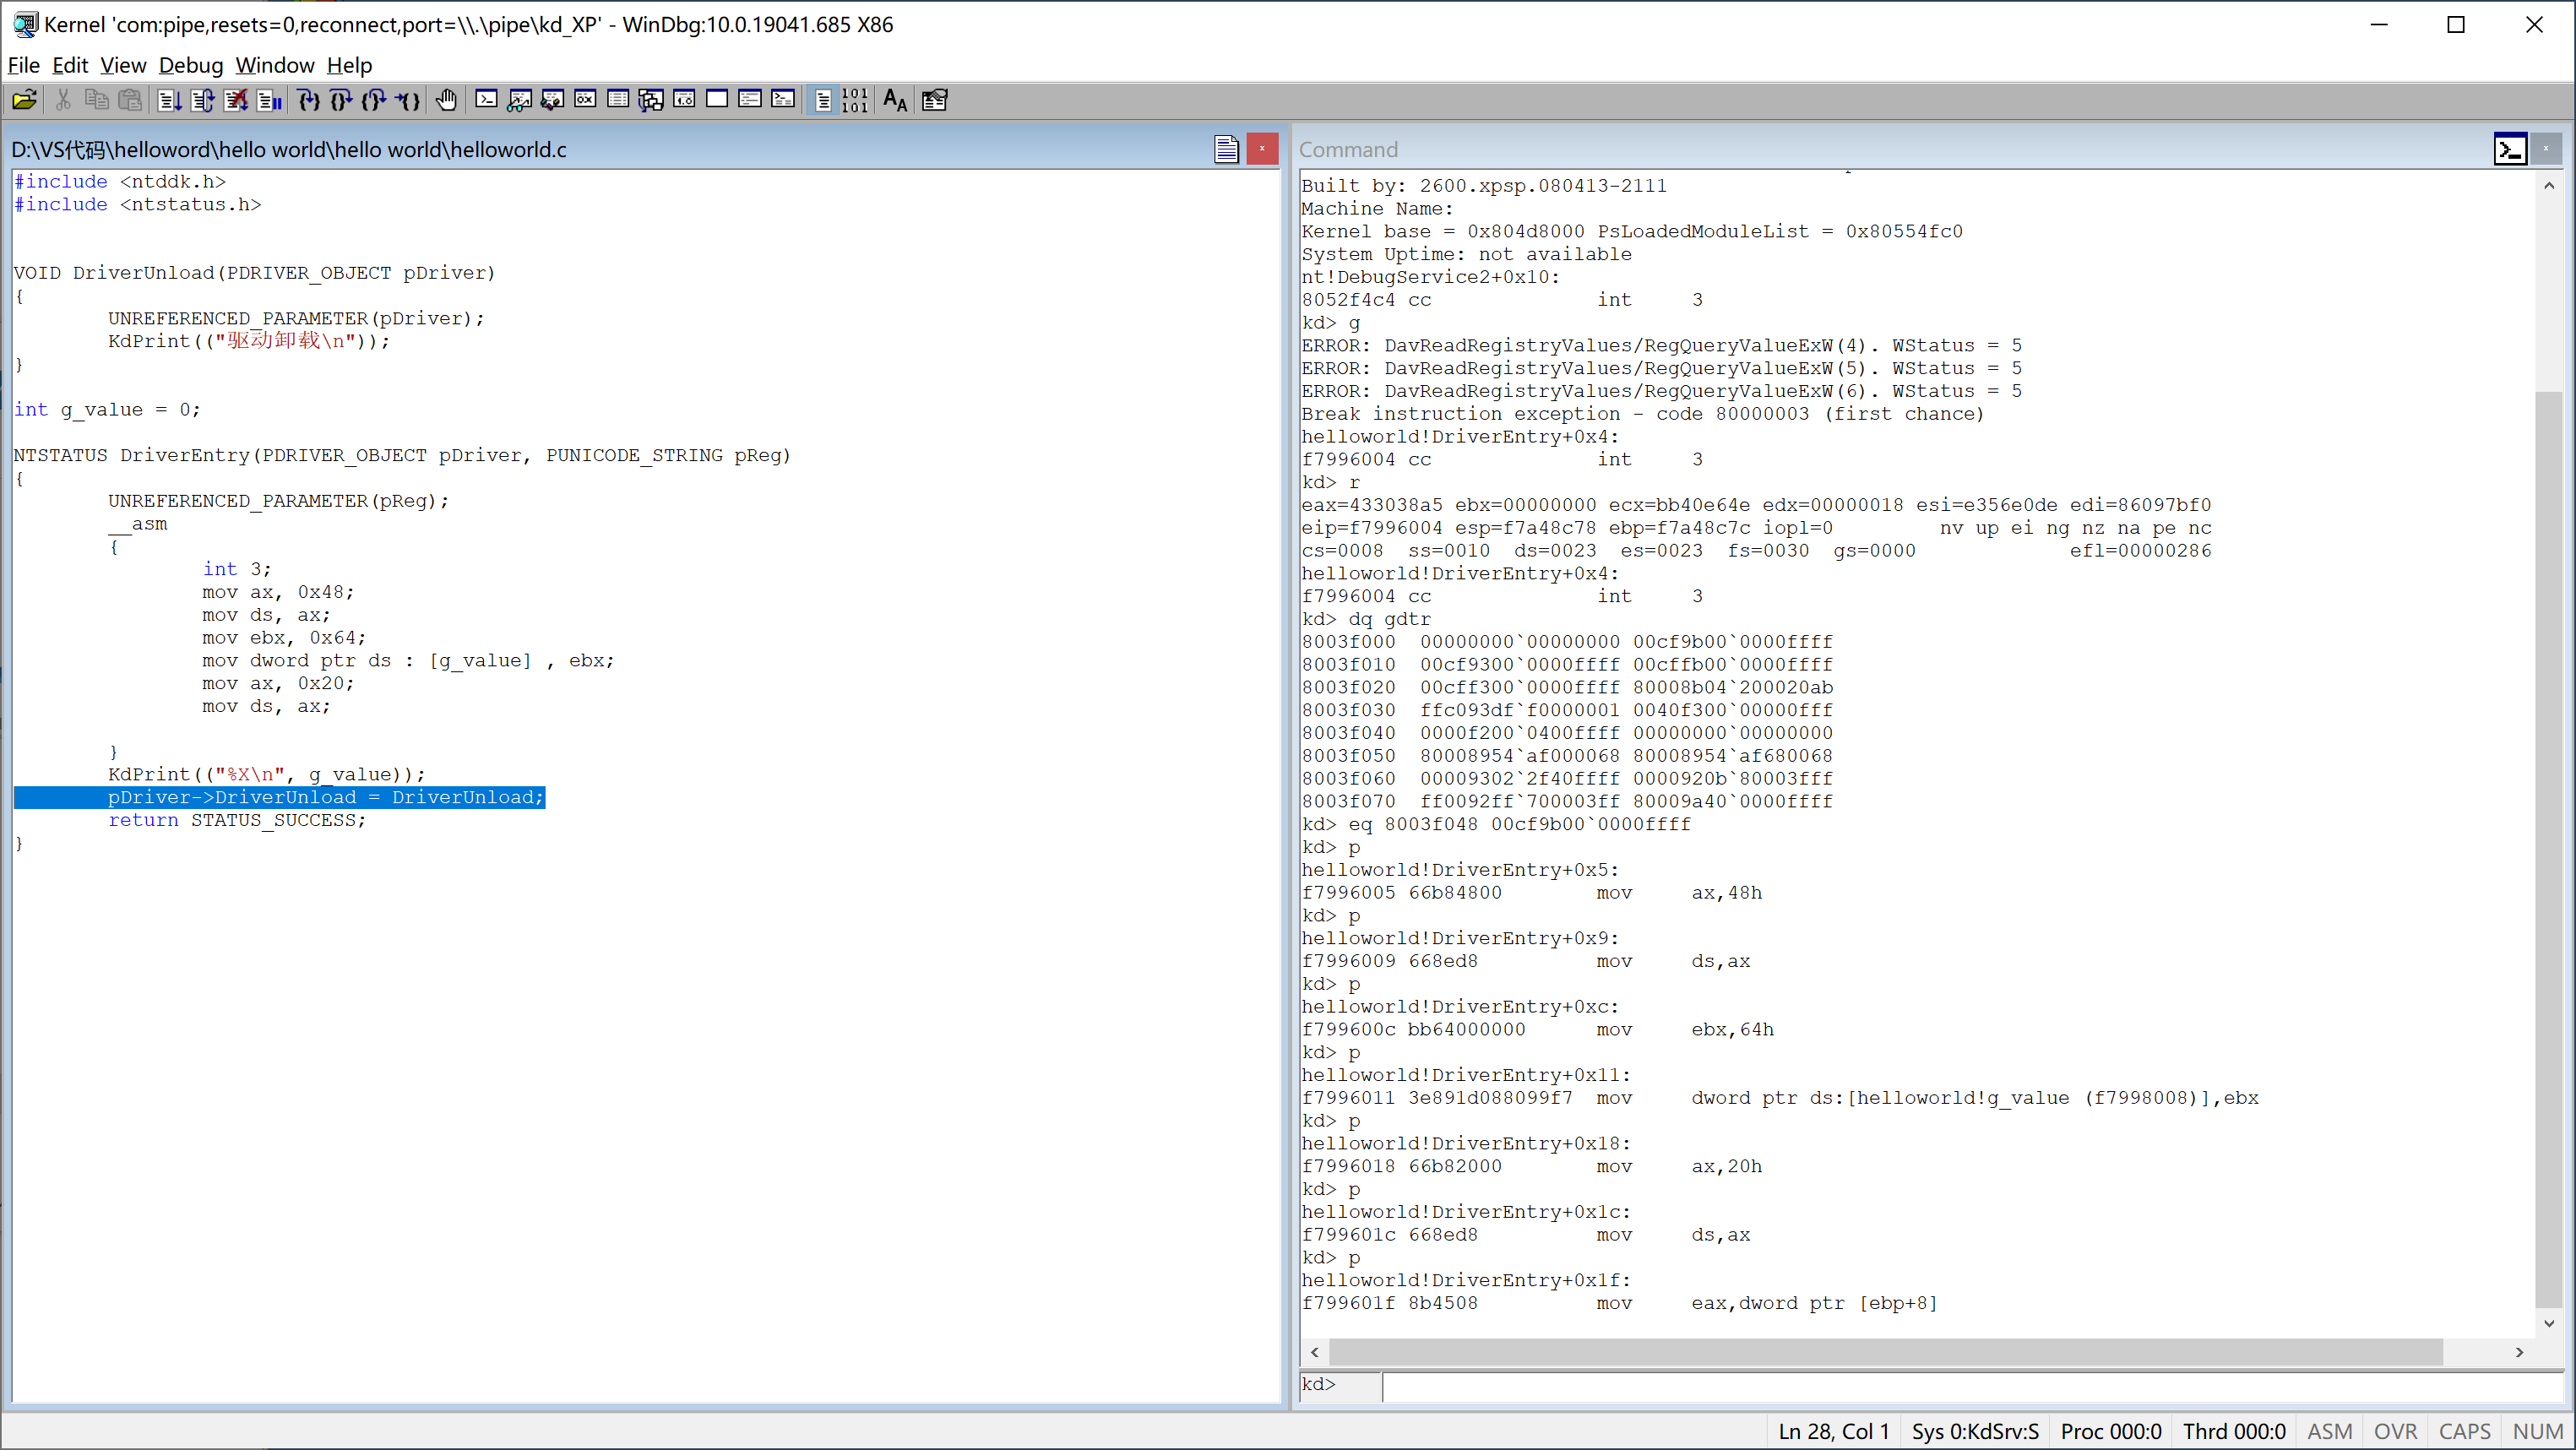 Kernel 'com:pipe,resets=0,reconnect,port=\\.\pipe\kd_XP' - WinDbg:10.0.19041.685 X86
File Edit View Debug Window Help
D:\VS代码\helloword\hello world\hello world\helloworld.c
#include <ntddk.h>
#include <ntstatus.h>
VOID DriverUnload(PDRIVER_OBJECT pDriver)
{
UNREFERENCED_PARAMETER(pDriver);
KdPrint(("驱动卸载\n"));
}
int g_value = 0;
NTSTATUS DriverEntry(PDRIVER_OBJECT pDriver, PUNICODE_STRING pReg)
{
UNREFERENCED_PARAMETER(pReg);
__asm
{
int 3;
mov ax, 0x48;
mov ds, ax;
mov ebx, 0x64;
mov dword ptr ds : [g_value] , ebx;
mov ax, 0x20;
mov ds, ax;
}
KdPrint(("%X\n", g_value));
pDriver->DriverUnload = DriverUnload;
return STATUS_SUCCESS;
}
Command
Built by: 2600.xpsp.080413-2111
Machine Name:
Kernel base = 0x804d8000 PsLoadedModuleList = 0x80554fc0
System Uptime: not available
nt!DebugService2+0x10:
8052f4c4 cc int 3
kd> g
ERROR: DavReadRegistryValues/RegQueryValueExW(4). WStatus = 5
ERROR: DavReadRegistryValues/RegQueryValueExW(5). WStatus = 5
ERROR: DavReadRegistryValues/RegQueryValueExW(6). WStatus = 5
Break instruction exception - code 80000003 (first chance)
helloworld!DriverEntry+0x4:
f7996004 cc int 3
kd> r
eax=433038a5 ebx=00000000 ecx=bb40e64e edx=00000018 esi=e356e0de edi=86097bf0
eip=f7996004 esp=f7a48c78 ebp=f7a48c7c iopl=0 nv up ei ng nz na pe nc
cs=0008 ss=0010 ds=0023 es=0023 fs=0030 gs=0000 efl=00000286
helloworld!DriverEntry+0x4:
f7996004 cc int 3
kd> dq gdtr
8003f000 00000000`00000000 00cf9b00`0000ffff
8003f010 00cf9300`0000ffff 00cffb00`0000ffff
8003f020 00cff300`0000ffff 80008b04`200020ab
8003f030 ffc093df`f0000001 0040f300`00000fff
8003f040 0000f200`0400ffff 00000000`00000000
8003f050 80008954`af000068 80008954`af680068
8003f060 00009302`2f40ffff 0000920b`80003fff
8003f070 ff0092ff`700003ff 80009a40`0000ffff
kd> eq 8003f048 00cf9b00`0000ffff
kd> p
helloworld!DriverEntry+0x5:
f7996005 66b84800 mov ax,48h
kd> p
helloworld!DriverEntry+0x9:
f7996009 668ed8 mov ds,ax
kd> p
helloworld!DriverEntry+0xc:
f799600c bb64000000 mov ebx,64h
kd> p
helloworld!DriverEntry+0x11:
f7996011 3e891d088099f7 mov dword ptr ds:[helloworld!g_value (f7998008)],ebx
kd> p
helloworld!DriverEntry+0x18:
f7996018 66b82000 mov ax,20h
kd> p
helloworld!DriverEntry+0x1c:
f799601c 668ed8 mov ds,ax
kd> p
helloworld!DriverEntry+0x1f:
f799601f 8b4508 mov eax,dword ptr [ebp+8]
kd>
Ln 28, Col 1 Sys 0:KdSrv:S Proc 000:0 Thrd 000:0 ASM OVR CAPS NUM